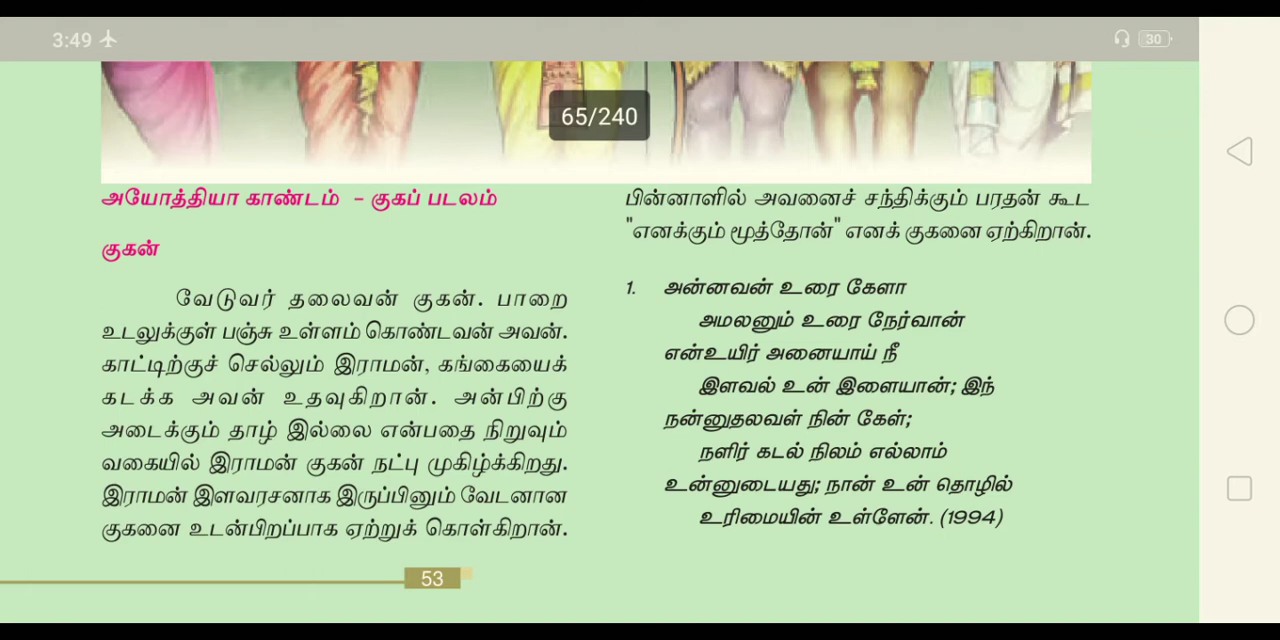 3:49
30
65/240
அயோத்தியா காண்டம் - குகப் படலம்
குகன்
வேடுவர் தலைவன் குகன். பாறை
உடலுக்குள் பஞ்சு உள்ளம் கொண்டவன் அவன்.
காட்டிற்குச் செல்லும் இராமன், கங்கையைக்
கடக்க அவன் உதவுகிறான். அன்பிற்கு
அடைக்கும் தாழ் இல்லை என்பதை நிறுவும்
வகையில் இராமன் குகன் நட்பு முகிழ்க்கிறது.
இராமன் இளவரசனாக இருப்பினும் வேடனான
குகனை உடன்பிறப்பாக ஏற்றுக் கொள்கிறான்.
பின்னாளில் அவனைச் சந்திக்கும் பரதன் கூட
"எனக்கும் மூத்தோன்" எனக் குகனை ஏற்கிறான்.
1. அன்னவன் உரை கேளா
அமலனும் உரை நேர்வான்
என்உயிர் அனையாய் நீ
இளவல் உன் இளையான்; இந்
நன்னுதலவள் நின் கேள்;
நளிர் கடல் நிலம் எல்லாம்
உன்னுடையது; நான் உன் தொழில்
உரிமையின் உள்ளேன். (1994)
53